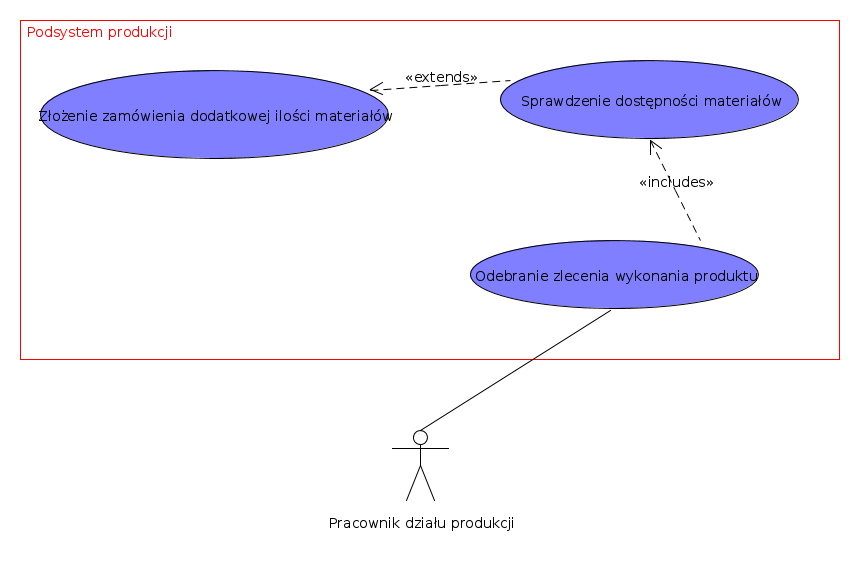 Podsystem produkcji
«extends»
Złożenie zamówienia dodatkowej ilości materiałów
Sprawdzenie dostępności materiałów
«includes»
Odebranie zlecenia wykonania produktu
Pracownik działu produkcji